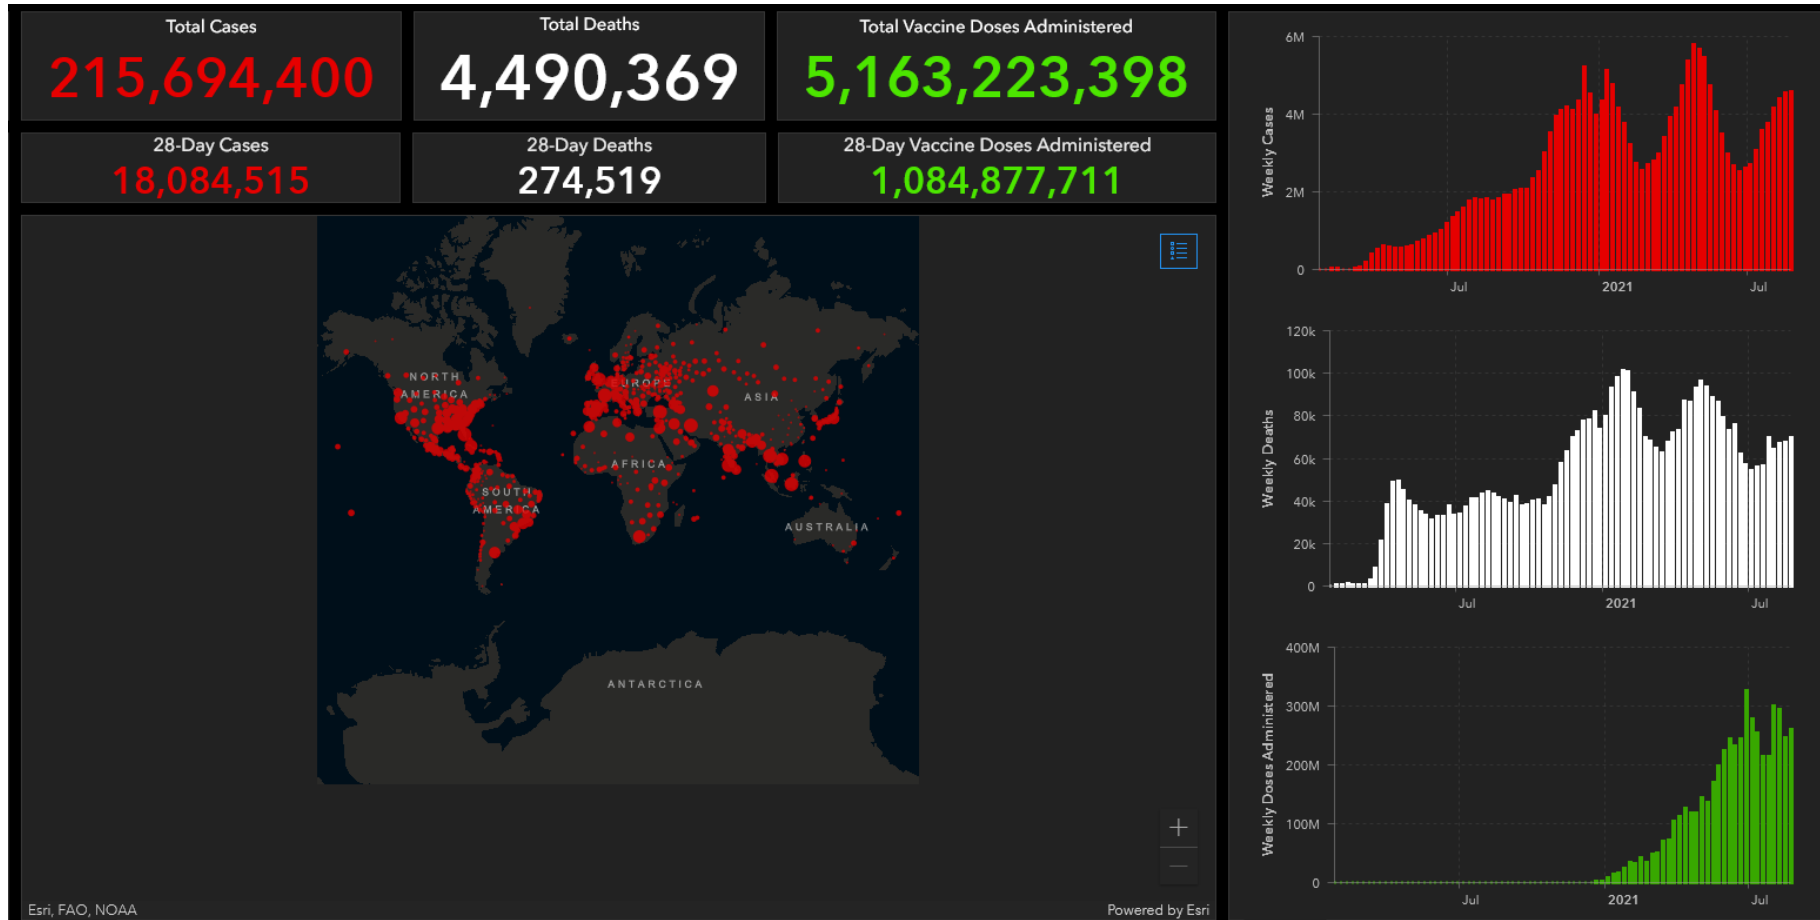 Total Cases
215,694,400
Total Deaths
4,490,369
Total Vaccine Doses Administered
5,163,223,398
28-Day Cases
18,084,515
28-Day Deaths
274,519
28-Day Vaccine Doses Administered
1,084,877,711
NORTH
AMERICA
EUROPE
ASIA
AFRICA
SOUTH
AMERICA
AUSTRALIA
ANTARCTICA
Esri, FAO, NOAA
Powered by Esri
Weekly Cases
6M
4M
2M
0
Jul
2021
Jul
Weekly Deaths
120k
100k
80k
60k
40k
20k
0
Jul
2021
Jul
Weekly Doses Administered
400M
300M
200M
100M
0
Jul
2021
Jul